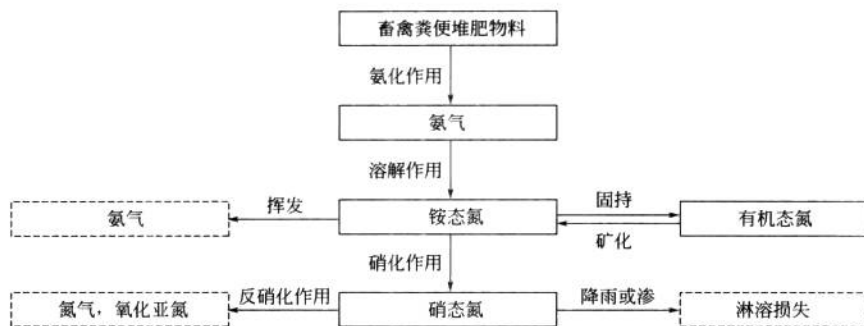 畜禽粪便堆肥物料
氨化作用
氨气
溶解作用
氨气
挥发
铵态氮
固持
矿化
有机态氮
硝化作用
氮气，氧化亚氮
反硝化作用
硝态氮
降雨或渗
淋溶损失